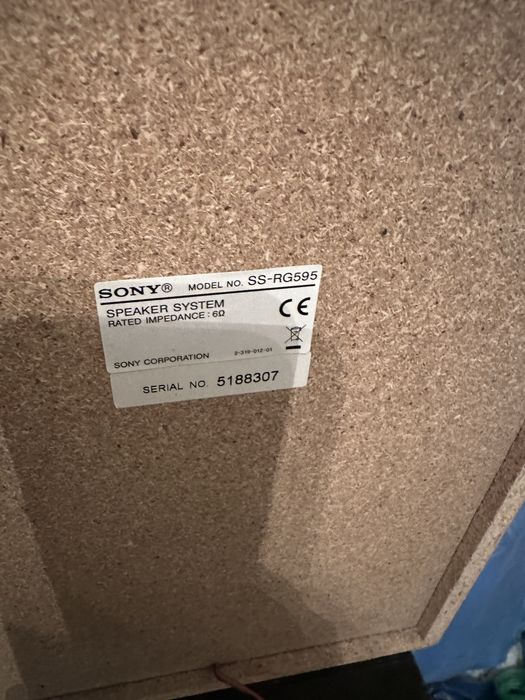 SONY® MODEL NO. SS-RG595
SPEAKER SYSTEM
RATED IMPEDANCE : 6Ω
CE
SONY CORPORATION 2-319-012-01
SERIAL NO. 5188307